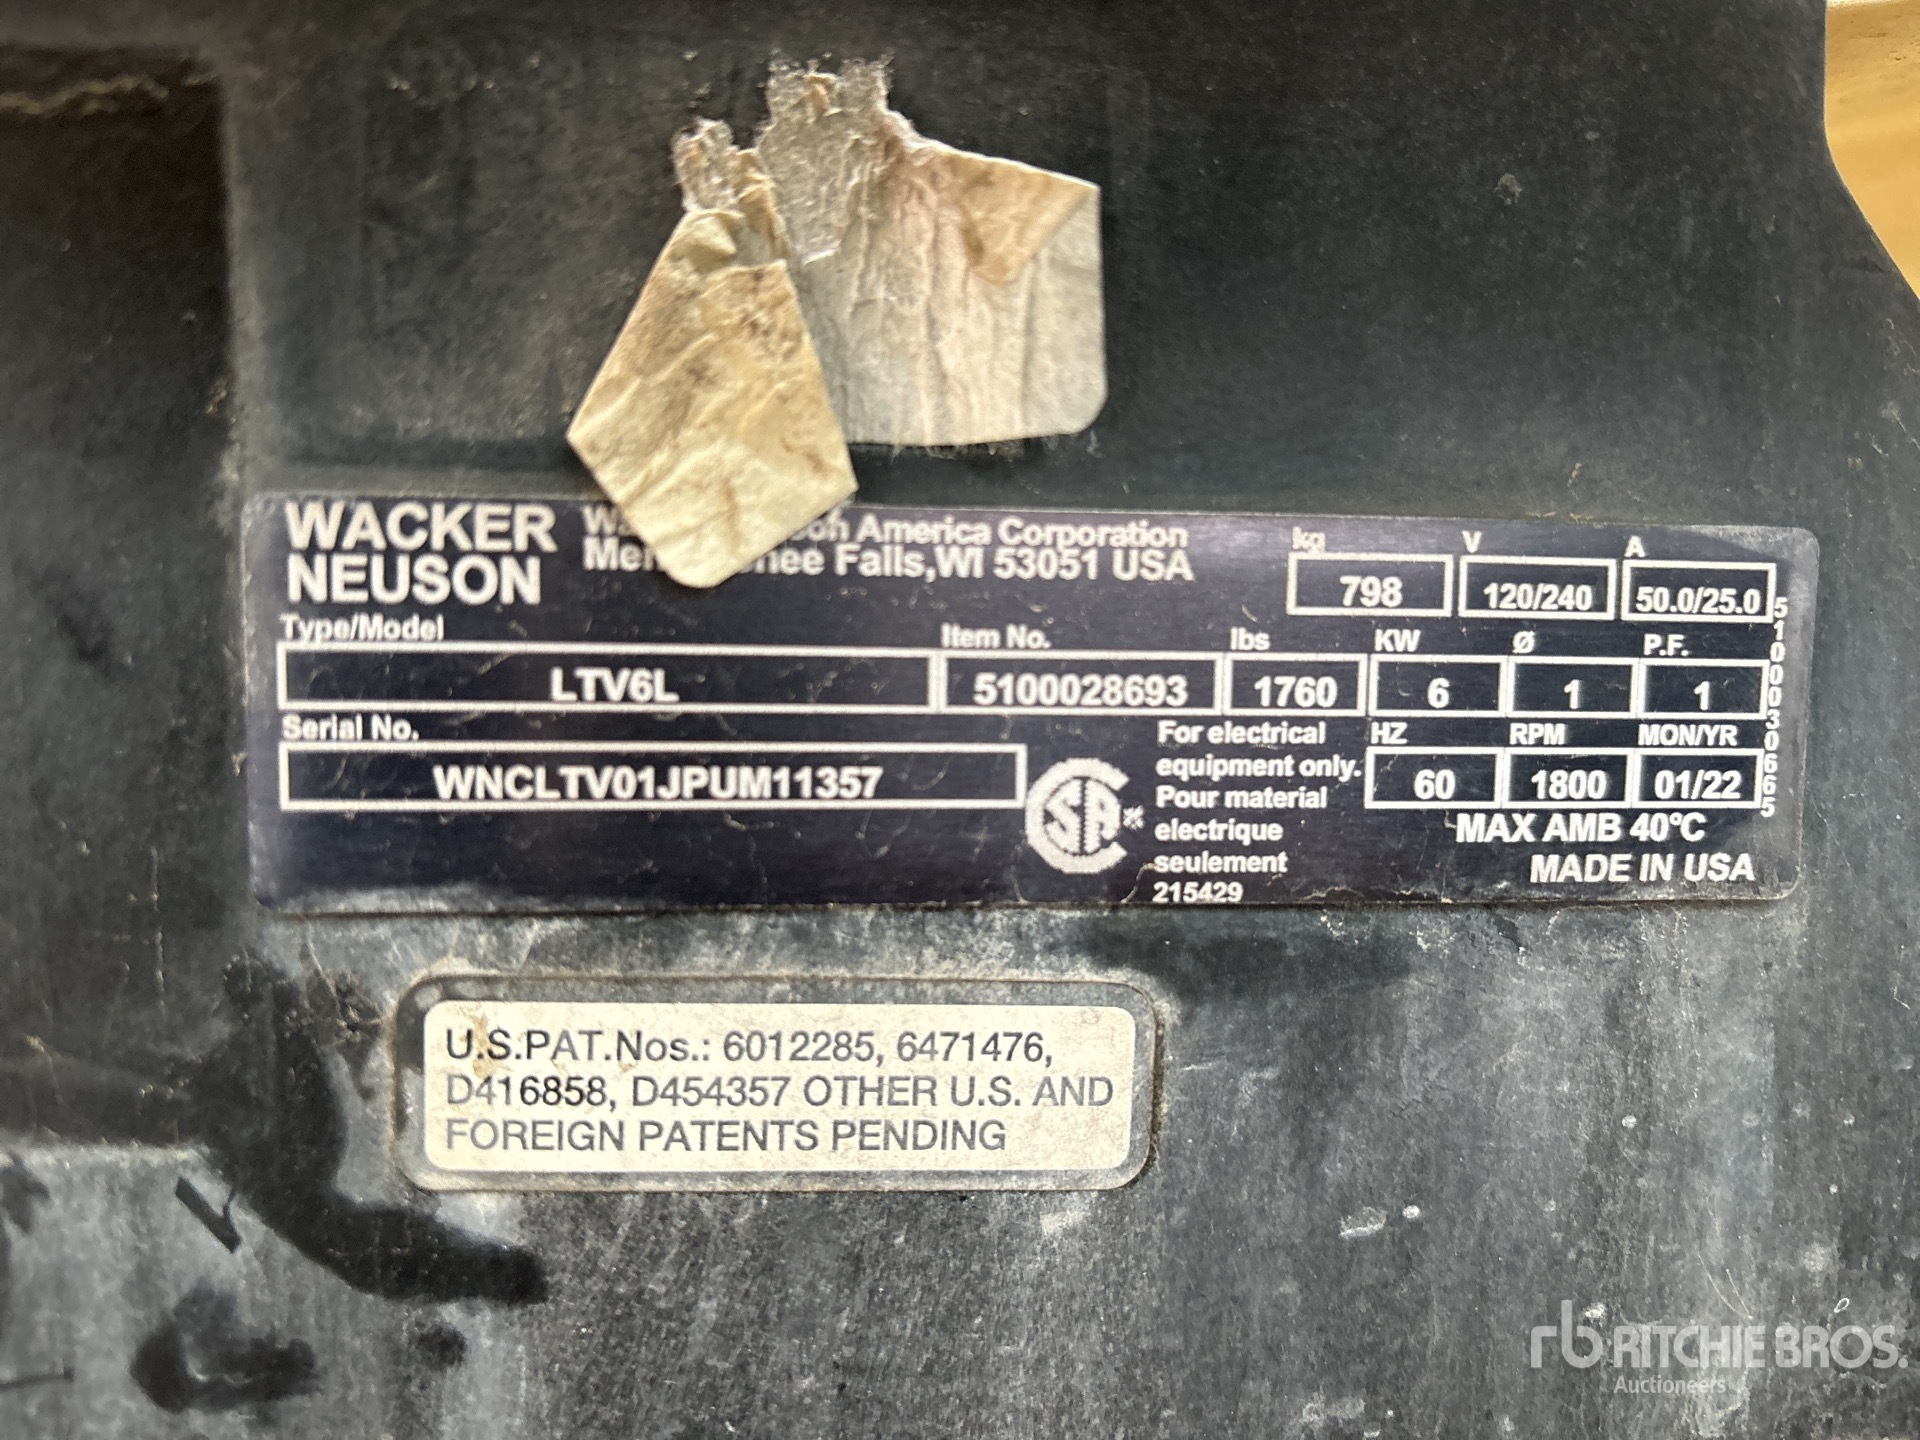 WACKER
NEUSON
America Corporation
Falls,WI 53051 USA
kg V A
798 120/240 50.0/25.0
Type/Model Item No. lbs KW Ø P.F.
LTV6L 5100028693 1760 6 1 1
Serial No.
WNCLTV01JPUM11357
For electrical
equipment only.
Pour material
electrique
seulement
215429
HZ RPM MON/YR
60 1800 01/22
MAX AMB 40°C
MADE IN USA
5100030665
U.S.PAT.Nos.: 6012285, 6471476,
D416858, D454357 OTHER U.S. AND
FOREIGN PATENTS PENDING
rb RITCHIE BROS.
Auctioneers